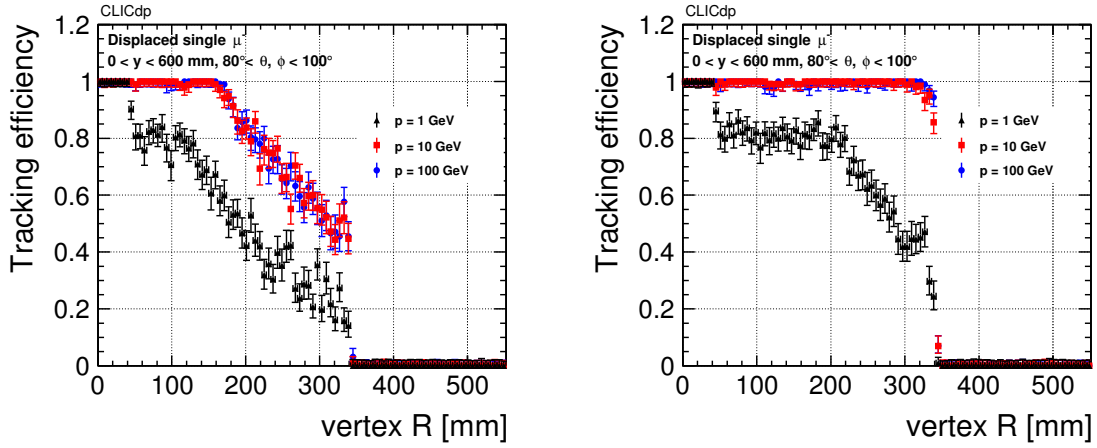 CLICdp
Displaced single μ⁻
0 < y < 600 mm, 80° < θ, φ < 100°
Tracking efficiency
1.2
1
0.8
0.6
0.4
0.2
0
p = 1 GeV
p = 10 GeV
p = 100 GeV
0 100 200 300 400 500
vertex R [mm]
CLICdp
Displaced single μ⁻
0 < y < 600 mm, 80° < θ, φ < 100°
Tracking efficiency
1.2
1
0.8
0.6
0.4
0.2
0
p = 1 GeV
p = 10 GeV
p = 100 GeV
0 100 200 300 400 500
vertex R [mm]